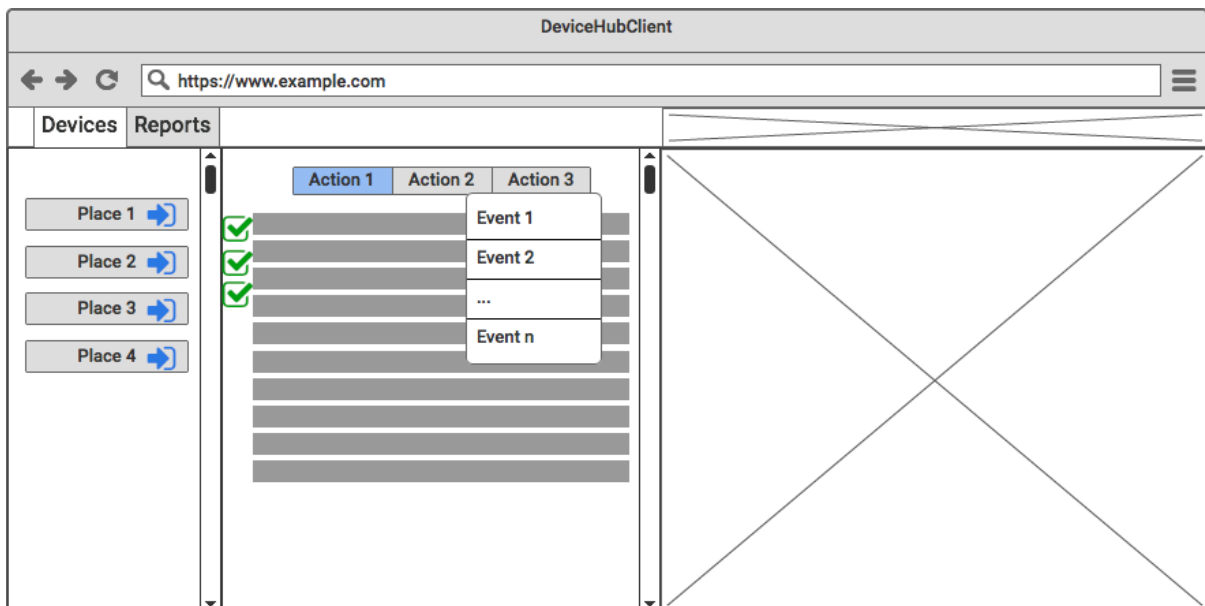 DeviceHubClient
https://www.example.com
Devices Reports
Action 1 Action 2 Action 3
Place 1
Place 2
Place 3
Place 4
Event 1
Event 2
...
Event n